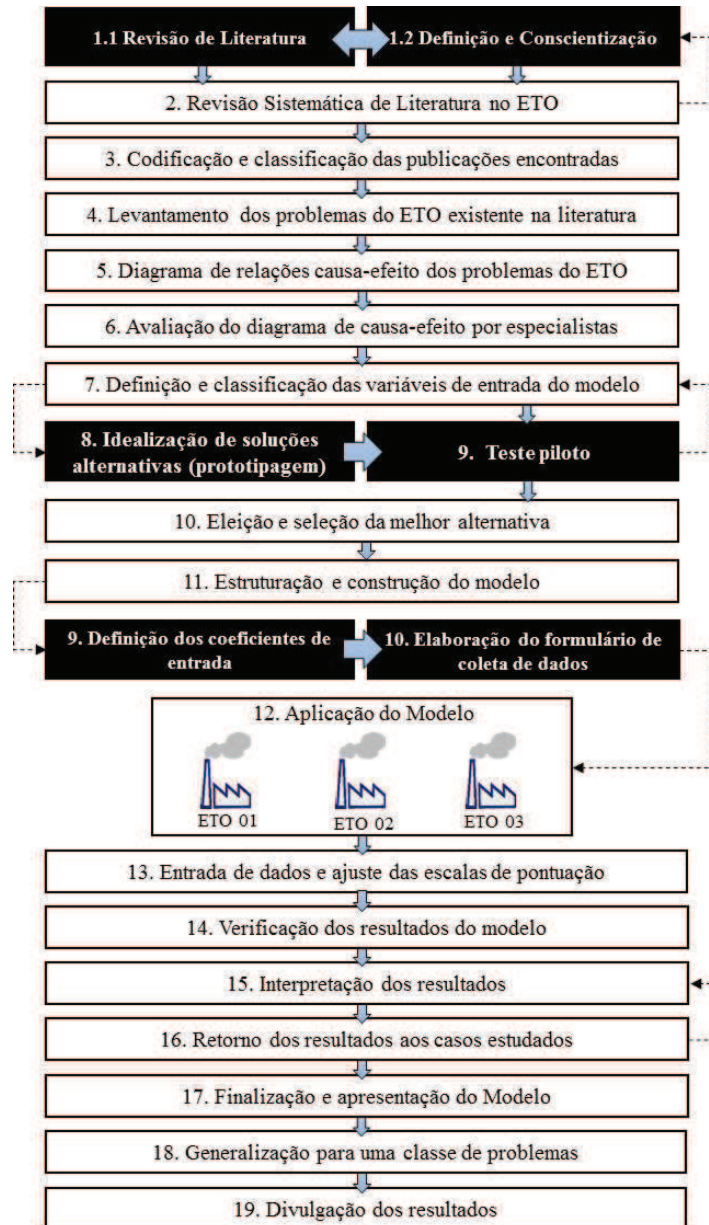 1.1 Revisão de Literatura
1.2 Definição e Conscientização
2. Revisão Sistemática de Literatura no ETO
3. Codificação e classificação das publicações encontradas
4. Levantamento dos problemas do ETO existente na literatura
5. Diagrama de relações causa-efeito dos problemas do ETO
6. Avaliação do diagrama de causa-efeito por especialistas
7. Definição e classificação das variáveis de entrada do modelo
8. Idealização de soluções
alternativas (prototipagem)
9. Teste piloto
10. Eleição e seleção da melhor alternativa
11. Estruturação e construção do modelo
9. Definição dos coeficientes de
entrada
10. Elaboração do formulário de
coleta de dados
12. Aplicação do Modelo
ETO 01
ETO 02
ETO 03
13. Entrada de dados e ajuste das escalas de pontuação
14. Verificação dos resultados do modelo
15. Interpretação dos resultados
16. Retorno dos resultados aos casos estudados
17. Finalização e apresentação do Modelo
18. Generalização para uma classe de problemas
19. Divulgação dos resultados